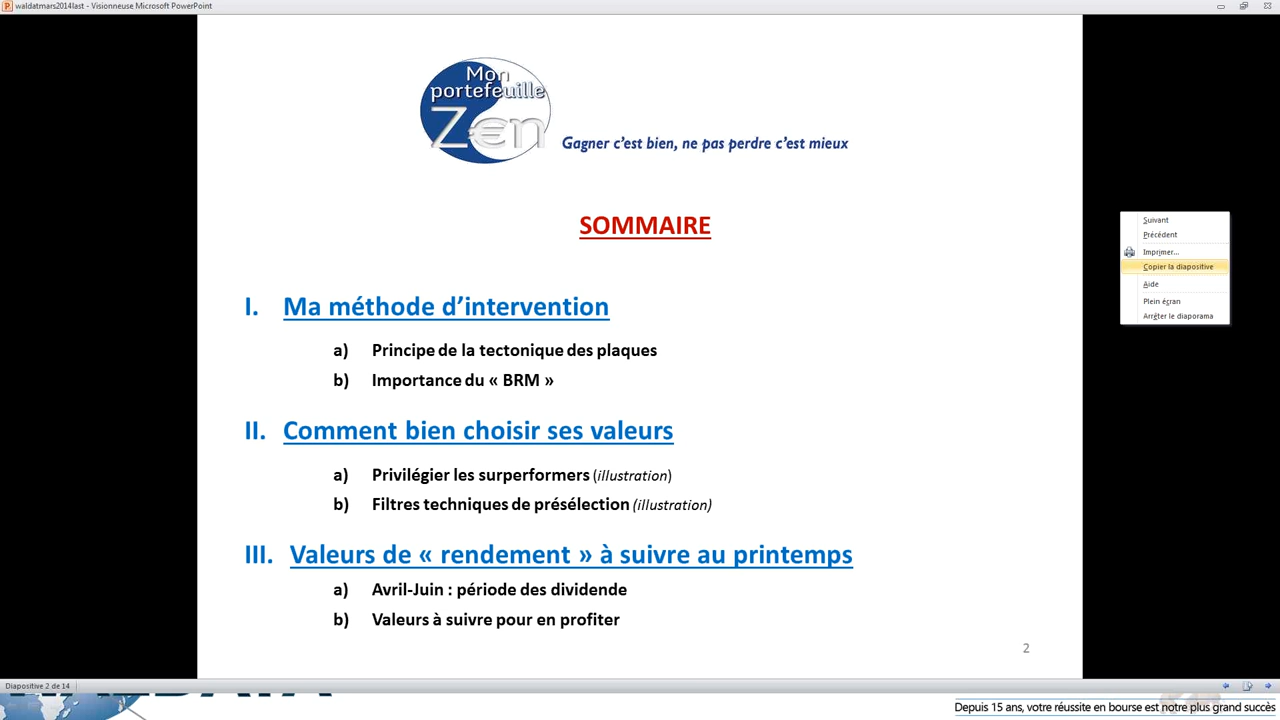 waldatmars2014last - Visionneuse Microsoft PowerPoint
Mon
portefeuille
Z€n
Gagner c'est bien, ne pas perdre c'est mieux
SOMMAIRE
I. Ma méthode d'intervention
a) Principe de la tectonique des plaques
b) Importance du « BRM »
II. Comment bien choisir ses valeurs
a) Privilégier les surperformers (illustration)
b) Filtres techniques de présélection (illustration)
III. Valeurs de « rendement » à suivre au printemps
a) Avril-Juin : période des dividende
b) Valeurs à suivre pour en profiter
2
Suivant
Précédent
Imprimer...
Copier la diapositive
Aide
Plein écran
Arrêter le diaporama
Diapositive 2 de 14
Depuis 15 ans, votre réussite en bourse est notre plus grand succès